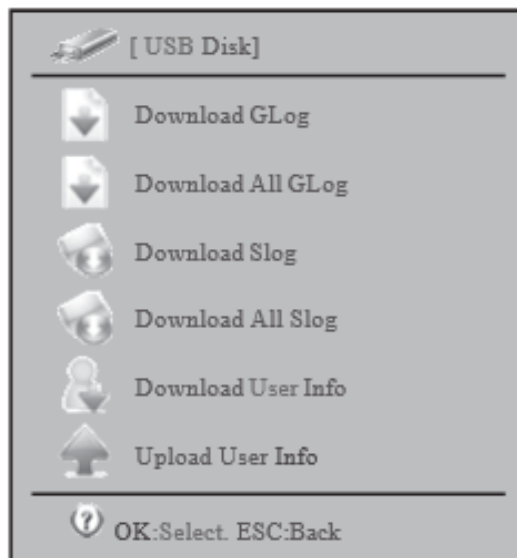 [ USB Disk]
Download GLog
Download All GLog
Download Slog
Download All Slog
Download User Info
Upload User Info
OK:Select. ESC:Back